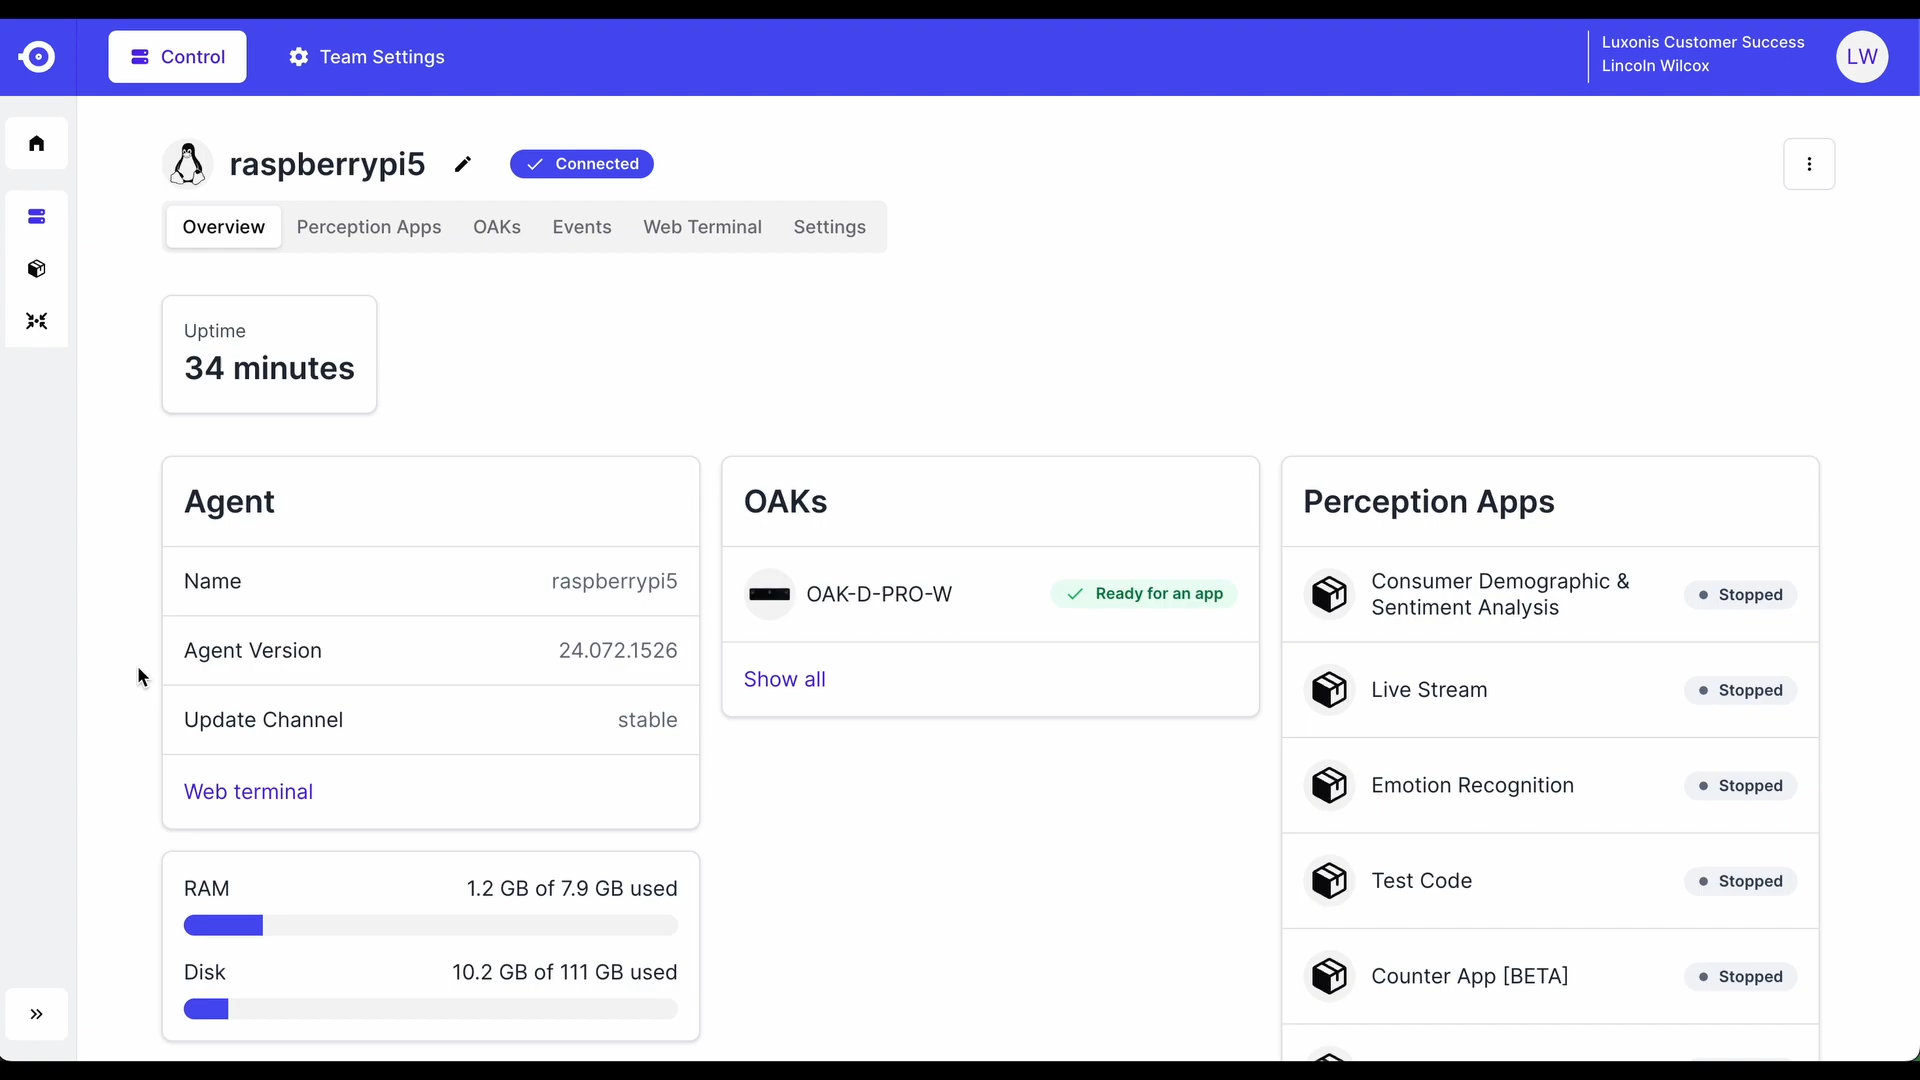 Control
Team Settings
Luxonis Customer Success
Lincoln Wilcox
LW
raspberrypi5
Connected
Overview
Perception Apps
OAKs
Events
Web Terminal
Settings
Uptime
34 minutes
Agent
Name raspberrypi5
Agent Version 24.072.1526
Update Channel stable
Web terminal
RAM 1.2 GB of 7.9 GB used
Disk 10.2 GB of 111 GB used
OAKs
OAK-D-PRO-W Ready for an app
Show all
Perception Apps
Consumer Demographic &
Sentiment Analysis
Stopped
Live Stream Stopped
Emotion Recognition Stopped
Test Code Stopped
Counter App [BETA] Stopped